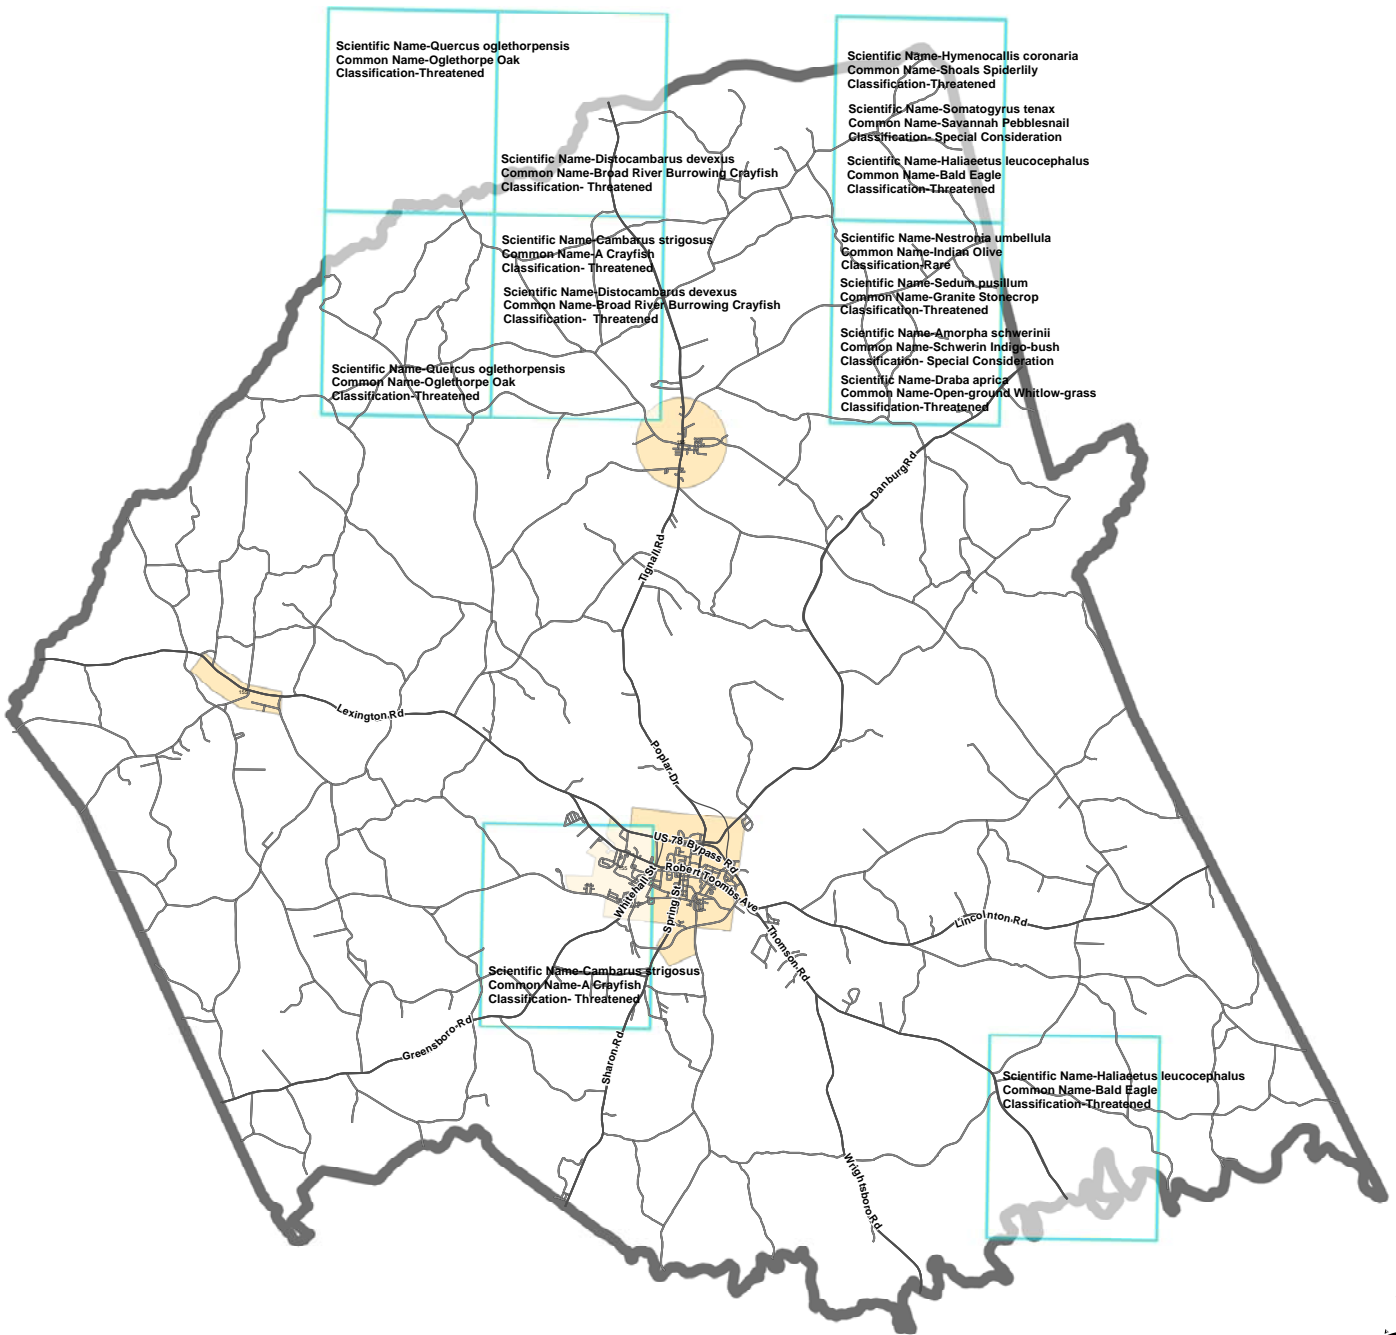 Scientific Name-Quercus oglethorpensis
Common Name-Oglethorpe Oak
Classification-Threatened
Scientific Name-Hymenocallis coronaria
Common Name-Shoals Spiderlily
Classification-Threatened
Scientific Name-Somatogyrus tenax
Common Name-Savannah Pebblesnail
Classification- Special Consideration
Scientific Name-Distocambarus devexus
Common Name-Broad River Burrowing Crayfish
Classification- Threatened
Scientific Name-Haliaeetus leucocephalus
Common Name-Bald Eagle
Classification-Threatened
Scientific Name-Cambarus strigosus
Common Name-A Crayfish
Classification- Threatened
Scientific Name-Distocambarus devexus
Common Name-Broad River Burrowing Crayfish
Classification- Threatened
Scientific Name-Nestronia umbellula
Common Name-Indian Olive
Classification-Rare
Scientific Name-Sedum pusillum
Common Name-Granite Stonecrop
Classification-Threatened
Scientific Name-Amorpha schwerinii
Common Name-Schwerin Indigo-bush
Classification- Special Consideration
Scientific Name-Quercus oglethorpensis
Common Name-Oglethorpe Oak
Classification-Threatened
Scientific Name-Draba aprica
Common Name-Open-ground Whitlow-grass
Classification-Threatened
Danburg Rd
Tignall Rd
Lexington Rd
Poplar Dr
US 78 Bypass Rd
Robert Toombs Ave
Whitehall St
Spring St
Lincolnton Rd
Thomson Rd
Scientific Name-Cambarus strigosus
Common Name-A Crayfish
Classification- Threatened
Greensboro Rd
Sharon Rd
Scientific Name-Haliaeetus leucocephalus
Common Name-Bald Eagle
Classification-Threatened
Wrightsboro Rd